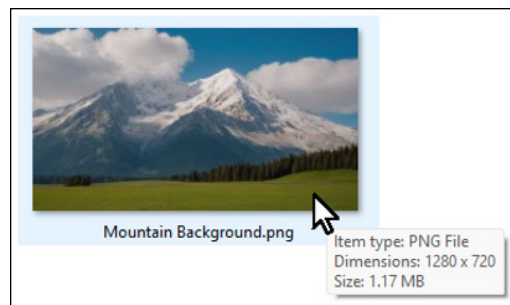 Mountain Background.png
Item type: PNG File
Dimensions: 1280 x 720
Size: 1.17 MB